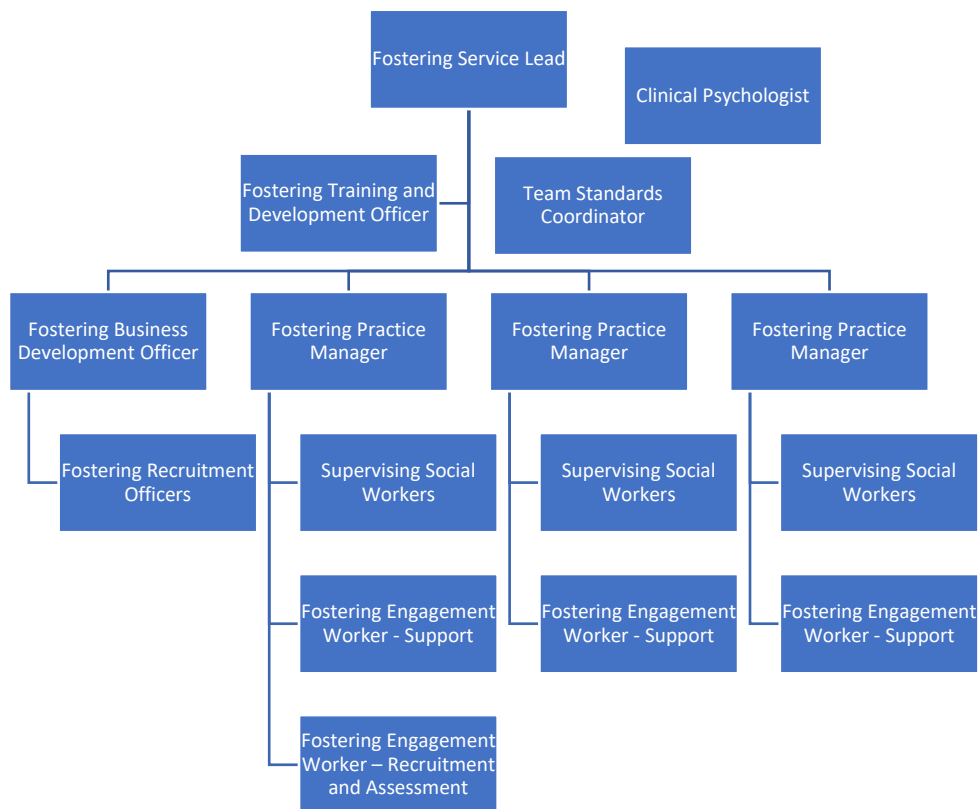 Fostering Service Lead
Clinical Psychologist
Fostering Training and
Development Officer
Team Standards
Coordinator
Fostering Business
Development Officer
Fostering Practice
Manager
Fostering Practice
Manager
Fostering Practice
Manager
Fostering Recruitment
Officers
Supervising Social
Workers
Supervising Social
Workers
Supervising Social
Workers
Fostering Engagement
Worker - Support
Fostering Engagement
Worker - Support
Fostering Engagement
Worker - Support
Fostering Engagement
Worker – Recruitment
and Assessment